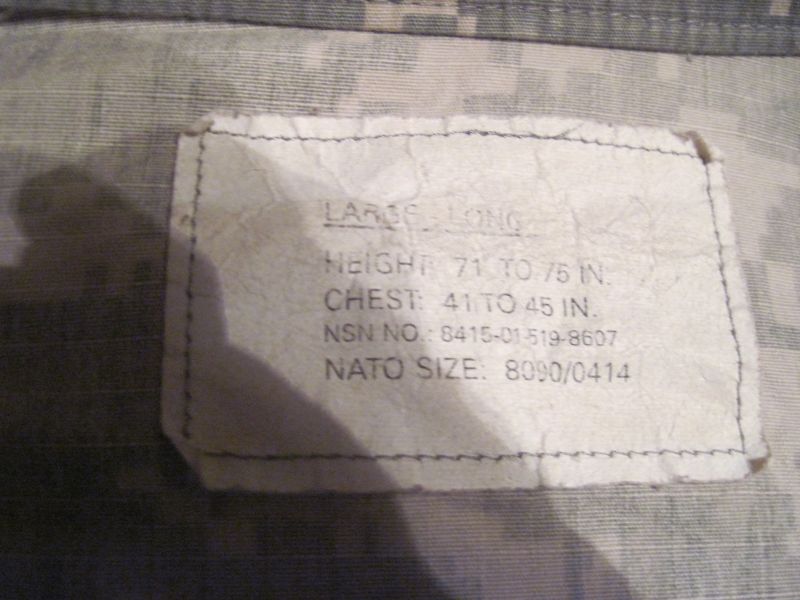 LARGE-LONG
HEIGHT: 71 TO 75 IN.
CHEST: 41 TO 45 IN.
NSN NO.: 8415-01-519-8607
NATO SIZE: 8090/0414